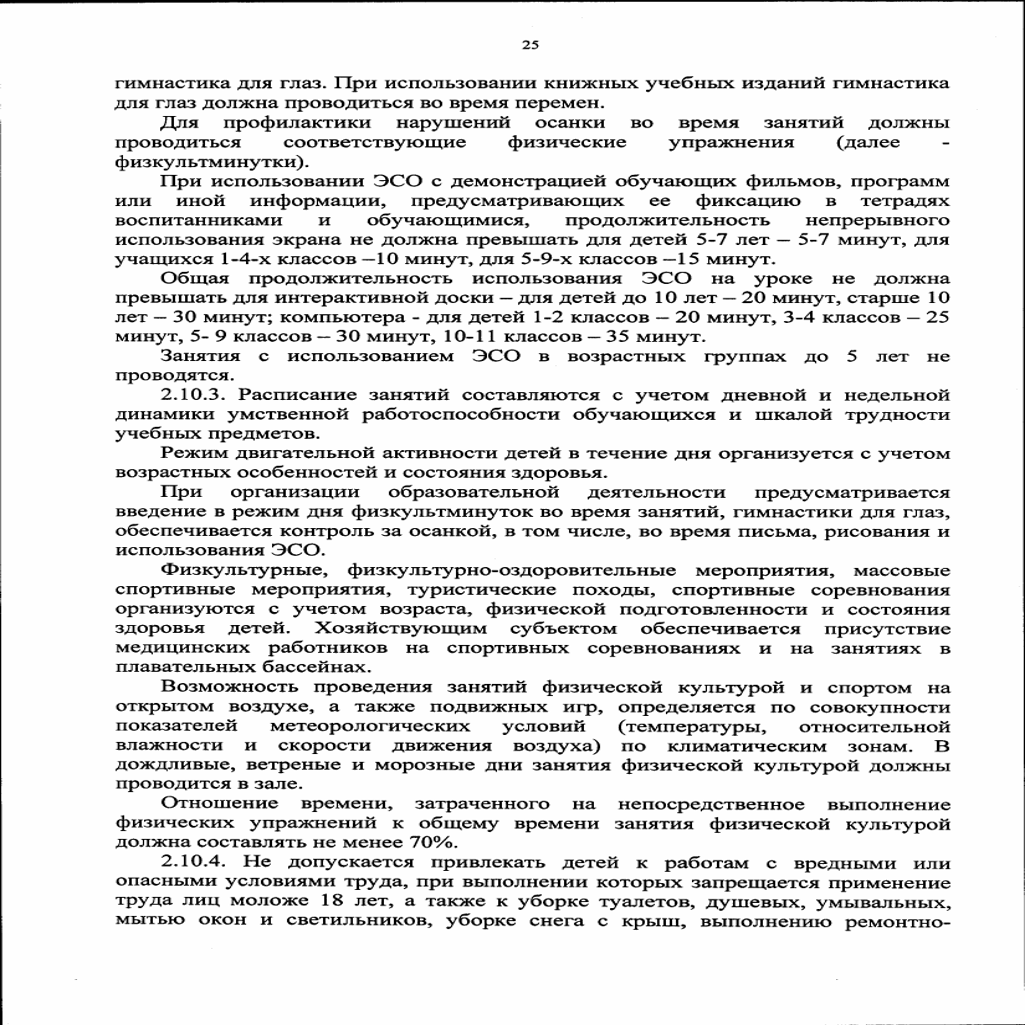 25
гимнастика для глаз. При использовании книжных учебных изданий гимнастика
для глаз должна проводиться во время перемен.
Для профилактики нарушений осанки во время занятий должны
проводиться соответствующие физические упражнения (далее -
физкультминутки).
При использовании ЭСО с демонстрацией обучающих фильмов, программ
или иной информации, предусматривающих ее фиксацию в тетрадях
воспитанниками и обучающимися, продолжительность непрерывного
использования экрана не должна превышать для детей 5-7 лет – 5-7 минут, для
учащихся 1-4-х классов –10 минут, для 5-9-х классов –15 минут.
Общая продолжительность использования ЭСО на уроке не должна
превышать для интерактивной доски – для детей до 10 лет – 20 минут, старше 10
лет – 30 минут; компьютера - для детей 1-2 классов – 20 минут, 3-4 классов – 25
минут, 5- 9 классов – 30 минут, 10-11 классов – 35 минут.
Занятия с использованием ЭСО в возрастных группах до 5 лет не
проводятся.
2.10.3. Расписание занятий составляются с учетом дневной и недельной
динамики умственной работоспособности обучающихся и шкалой трудности
учебных предметов.
Режим двигательной активности детей в течение дня организуется с учетом
возрастных особенностей и состояния здоровья.
При организации образовательной деятельности предусматривается
введение в режим дня физкультминуток во время занятий, гимнастики для глаз,
обеспечивается контроль за осанкой, в том числе, во время письма, рисования и
использования ЭСО.
Физкультурные, физкультурно-оздоровительные мероприятия, массовые
спортивные мероприятия, туристические походы, спортивные соревнования
организуются с учетом возраста, физической подготовленности и состояния
здоровья детей. Хозяйствующим субъектом обеспечивается присутствие
медицинских работников на спортивных соревнованиях и на занятиях в
плавательных бассейнах.
Возможность проведения занятий физической культурой и спортом на
открытом воздухе, а также подвижных игр, определяется по совокупности
показателей метеорологических условий (температуры, относительной
влажности и скорости движения воздуха) по климатическим зонам. В
дождливые, ветреные и морозные дни занятия физической культурой должны
проводится в зале.
Отношение времени, затраченного на непосредственное выполнение
физических упражнений к общему времени занятия физической культурой
должна составлять не менее 70%.
2.10.4. Не допускается привлекать детей к работам с вредными или
опасными условиями труда, при выполнении которых запрещается применение
труда лиц моложе 18 лет, а также к уборке туалетов, душевых, умывальных,
мытью окон и светильников, уборке снега с крыш, выполнению ремонтно-